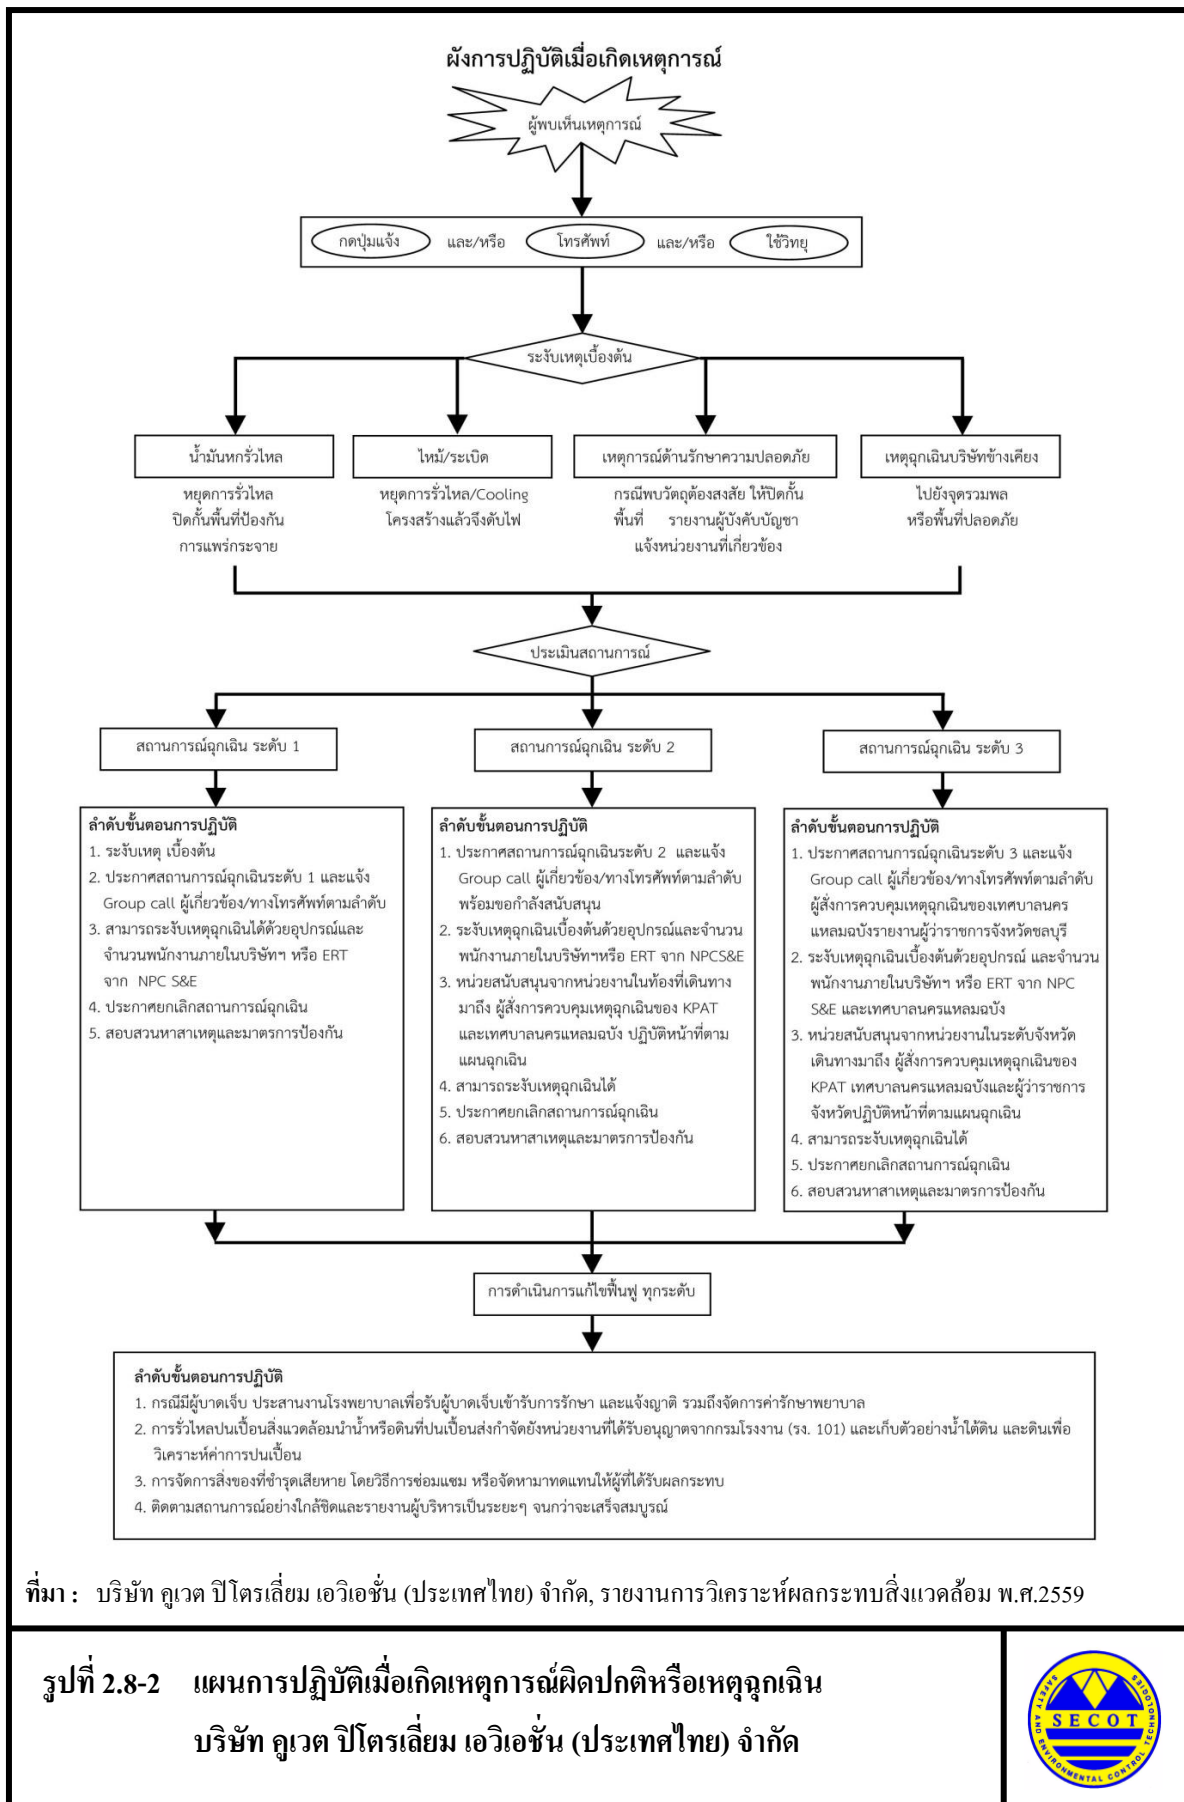 ผังการปฏิบัติเมื่อเกิดเหตุการณ์
ผู้พบเห็นเหตุการณ์
กดปุ่มแจ้ง และ/หรือ โทรศัพท์ และ/หรือ ใช้วิทยุ
ระงับเหตุเบื้องต้น
น้ำมันหกรั่วไหล
หยุดการรั่วไหล
ปิดกั้นพื้นที่ป้องกัน
การแพร่กระจาย
ไหม้/ระเบิด
หยุดการรั่วไหล/Cooling
โครงสร้างแล้วจึงดับไฟ
เหตุการณ์ด้านรักษาความปลอดภัย
กรณีพบวัตถุต้องสงสัย ให้ปิดกั้น
พื้นที่ รายงานผู้บังคับบัญชา
แจ้งหน่วยงานที่เกี่ยวข้อง
เหตุฉุกเฉินบริษัทข้างเคียง
ไปยังจุดรวมพล
หรือพื้นที่ปลอดภัย
ประเมินสถานการณ์
สถานการณ์ฉุกเฉิน ระดับ 1
ลำดับขั้นตอนการปฏิบัติ
1. ระงับเหตุ เบื้องต้น
2. ประกาศสถานการณ์ฉุกเฉินระดับ 1 และแจ้ง
Group call ผู้เกี่ยวข้อง/ทางโทรศัพท์ตามลำดับ
3. สามารถระงับเหตุฉุกเฉินได้ด้วยอุปกรณ์และ
จำนวนพนักงานภายในบริษัทฯ หรือ ERT
จาก NPC S&E
4. ประกาศยกเลิกสถานการณ์ฉุกเฉิน
5. สอบสวนหาสาเหตุและมาตรการป้องกัน
สถานการณ์ฉุกเฉิน ระดับ 2
ลำดับขั้นตอนการปฏิบัติ
1. ประกาศสถานการณ์ฉุกเฉินระดับ 2 และแจ้ง
Group call ผู้เกี่ยวข้อง/ทางโทรศัพท์ตามลำดับ
พร้อมขอกำลังสนับสนุน
2. ระงับเหตุฉุกเฉินเบื้องต้นด้วยอุปกรณ์และจำนวน
พนักงานภายในบริษัทฯหรือ ERT จาก NPCS&E
3. หน่วยสนับสนุนจากหน่วยงานในท้องที่เดินทาง
มาถึง ผู้สั่งการควบคุมเหตุฉุกเฉินของ KPAT
และเทศบาลนครแหลมฉบัง ปฏิบัติหน้าที่ตาม
แผนฉุกเฉิน
4. สามารถระงับเหตุฉุกเฉินได้
5. ประกาศยกเลิกสถานการณ์ฉุกเฉิน
6. สอบสวนหาสาเหตุและมาตรการป้องกัน
สถานการณ์ฉุกเฉิน ระดับ 3
ลำดับขั้นตอนการปฏิบัติ
1. ประกาศสถานการณ์ฉุกเฉินระดับ 3 และแจ้ง
Group call ผู้เกี่ยวข้อง/ทางโทรศัพท์ตามลำดับ
ผู้สั่งการควบคุมเหตุฉุกเฉินของเทศบาลนคร
แหลมฉบังรายงานผู้ว่าราชการจังหวัดชลบุรี
2. ระงับเหตุฉุกเฉินเบื้องต้นด้วยอุปกรณ์ และจำนวน
พนักงานภายในบริษัทฯ หรือ ERT จาก NPC
S&E และเทศบาลนครแหลมฉบัง
3. หน่วยสนับสนุนจากหน่วยงานในระดับจังหวัด
เดินทางมาถึง ผู้สั่งการควบคุมเหตุฉุกเฉินของ
KPAT เทศบาลนครแหลมฉบังและผู้ว่าราชการ
จังหวัดปฏิบัติหน้าที่ตามแผนฉุกเฉิน
4. สามารถระงับเหตุฉุกเฉินได้
5. ประกาศยกเลิกสถานการณ์ฉุกเฉิน
6. สอบสวนหาสาเหตุและมาตรการป้องกัน
การดำเนินการแก้ไขฟื้นฟู ทุกระดับ
ลำดับขั้นตอนการปฏิบัติ
1. กรณีมีผู้บาดเจ็บ ประสานงานโรงพยาบาลเพื่อรับผู้บาดเจ็บเข้ารับการรักษา และแจ้งญาติ รวมถึงจัดการค่ารักษาพยาบาล
2. การรั่วไหลปนเปื้อนสิ่งแวดล้อมนำน้ำหรือดินที่ปนเปื้อนส่งกำจัดยังหน่วยงานที่ได้รับอนุญาตจากกรมโรงงาน (รง. 101) และเก็บตัวอย่างน้ำใต้ดิน และดินเพื่อ
วิเคราะห์ค่าการปนเปื้อน
3. การจัดการสิ่งของที่ชำรุดเสียหาย โดยวิธีการซ่อมแซม หรือจัดหามาทดแทนให้ผู้ที่ได้รับผลกระทบ
4. ติดตามสถานการณ์อย่างใกล้ชิดและรายงานผู้บริหารเป็นระยะๆ จนกว่าจะเสร็จสมบูรณ์
ที่มา : บริษัท คูเวต ปิโตรเลี่ยม เอวิเอชั่น (ประเทศไทย) จำกัด, รายงานการวิเคราะห์ผลกระทบสิ่งแวดล้อม พ.ศ.2559
รูปที่ 2.8-2 แผนการปฏิบัติเมื่อเกิดเหตุการณ์ผิดปกติหรือเหตุฉุกเฉิน
บริษัท คูเวต ปิโตรเลี่ยม เอวิเอชั่น (ประเทศไทย) จำกัด
SAFETY AND ENVIRONMENTAL CONTROL TECHNOLOGIES
SECOT